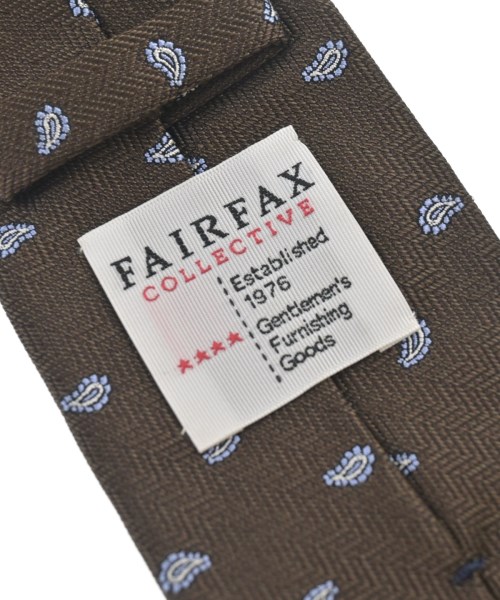 FAIRFAX
COLLECTIVE
Established
1976
Gentlemen's
Furnishing
Goods